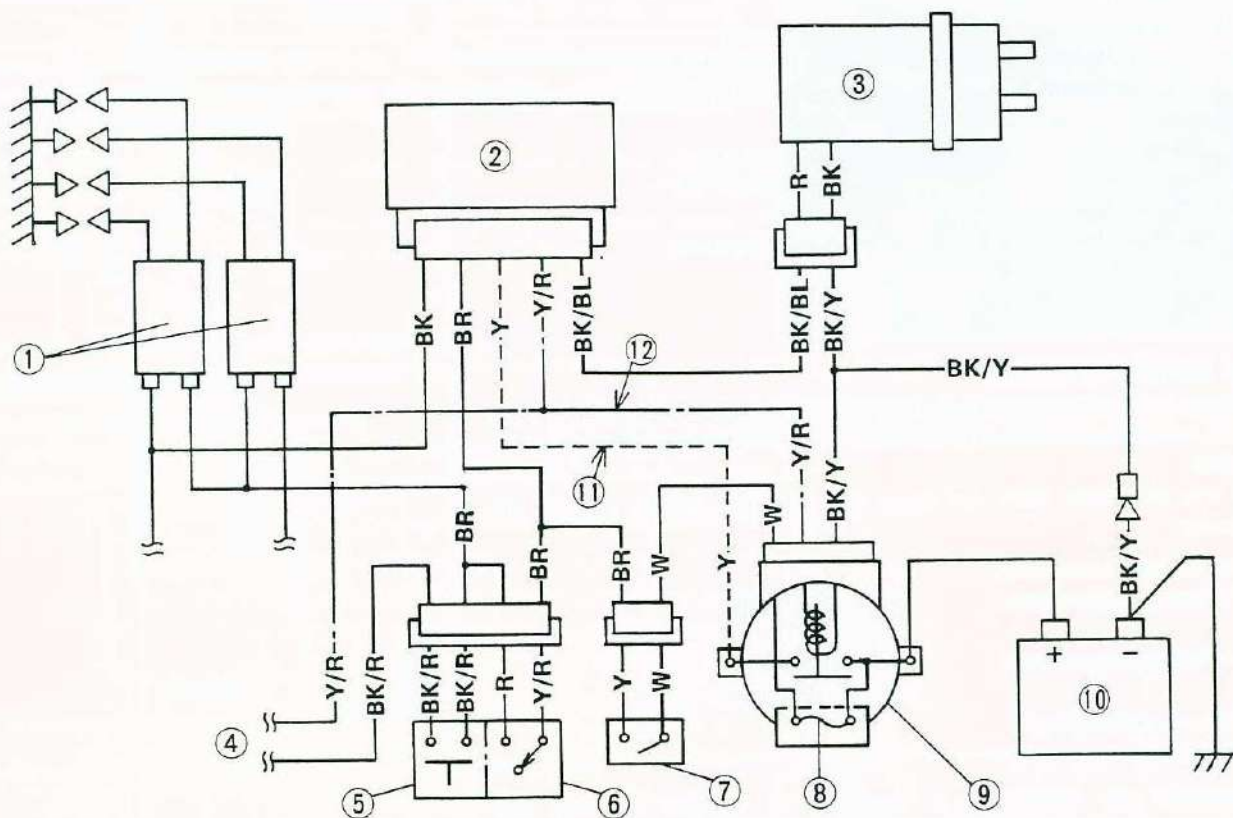 ③
②
R BK
BK BR Y Y/R BK/BL
BK/BL BK/Y
①
⑫
BK/Y
Y/R
BK/Y
⑪
W
BR
BR
Y
BK/Y
BR W
+ −
Y/R BK/R
BK/R BK/R R Y/R
Y W
⑩
④
⑤ ⑥ ⑦ ⑧ ⑨